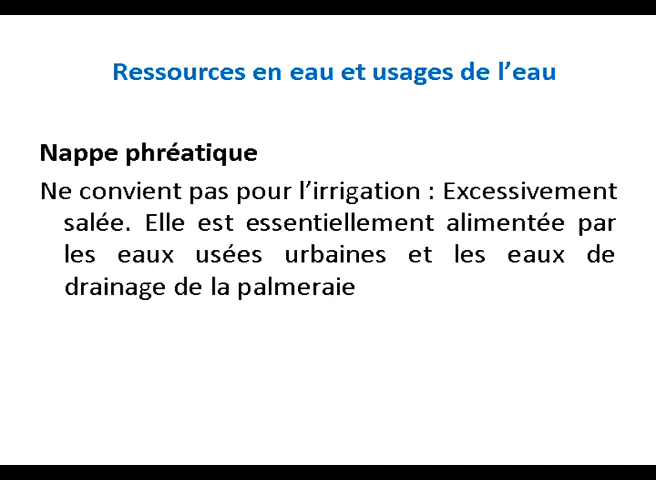 Ressources en eau et usages de l’eau
Nappe phréatique
Ne convient pas pour l’irrigation : Excessivement
salée. Elle est essentiellement alimentée par
les eaux usées urbaines et les eaux de
drainage de la palmeraie